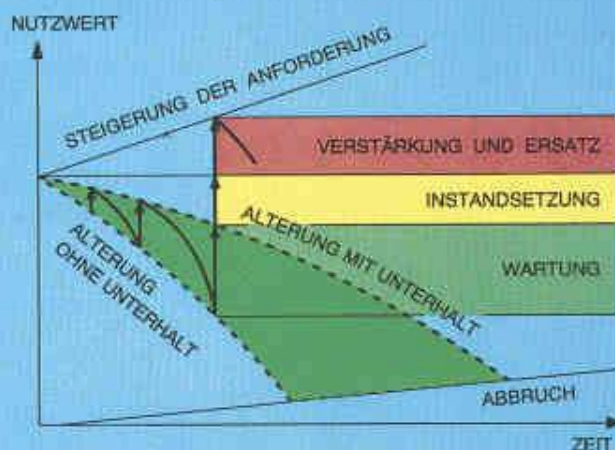 NUTZWERT
STEIGERUNG DER ANFORDERUNG
VERSTÄRKUNG UND ERSATZ
INSTANDSETZUNG
ALTERUNG MIT UNTERHALT
ALTERUNG
OHNE UNTERHALT
WARTUNG
ABBRUCH
ZEIT